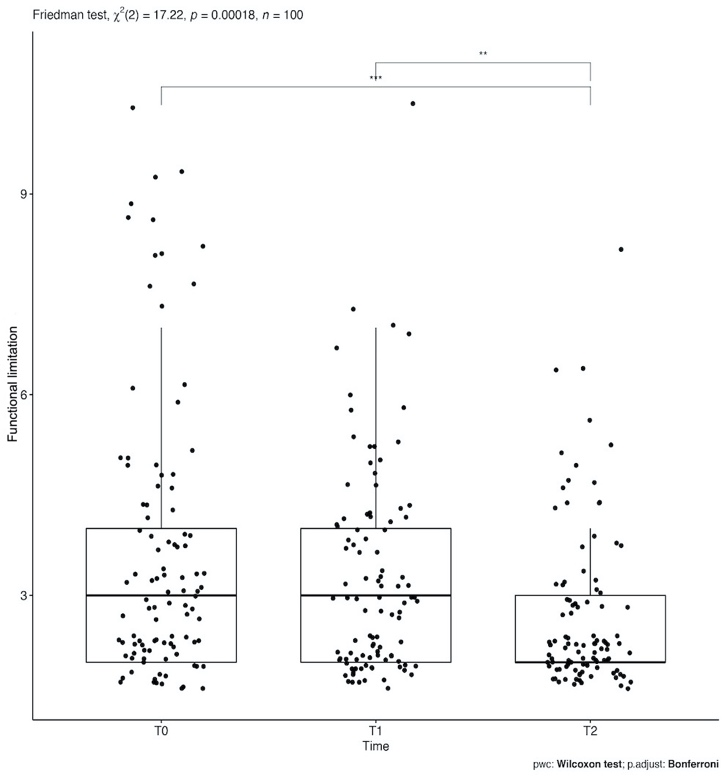 Friedman test, χ²(2) = 17.22, p = 0.00018, n = 100
**
***
9
6
3
Functional limitation
T0 T1 T2
Time
pwc: Wilcoxon test; p.adjust: Bonferroni